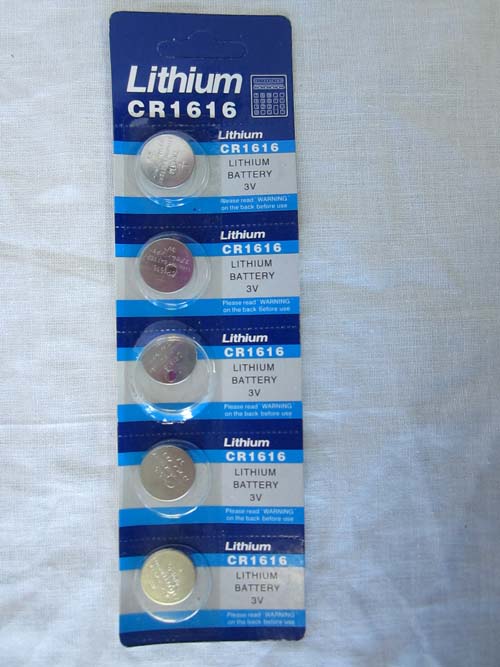 Lithium
CR1616
Lithium
CR1616
LITHIUM
BATTERY
3V
Please read WARNING
on the back before use
Lithium
CR1616
LITHIUM
BATTERY
3V
Please read WARNING
on the back before use
Lithium
CR1616
LITHIUM
BATTERY
3V
Please read WARNING
on the back before use
Lithium
CR1616
LITHIUM
BATTERY
3V
Please read WARNING
on the back before use
Lithium
CR1616
LITHIUM
BATTERY
3V
Please read WARNING
on the back before use